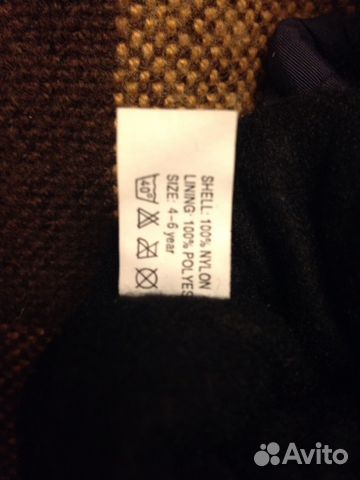 SHELL: 100% NYLON
LINING: 100% POLYES
SIZE: 4-6 year
40°
Avito